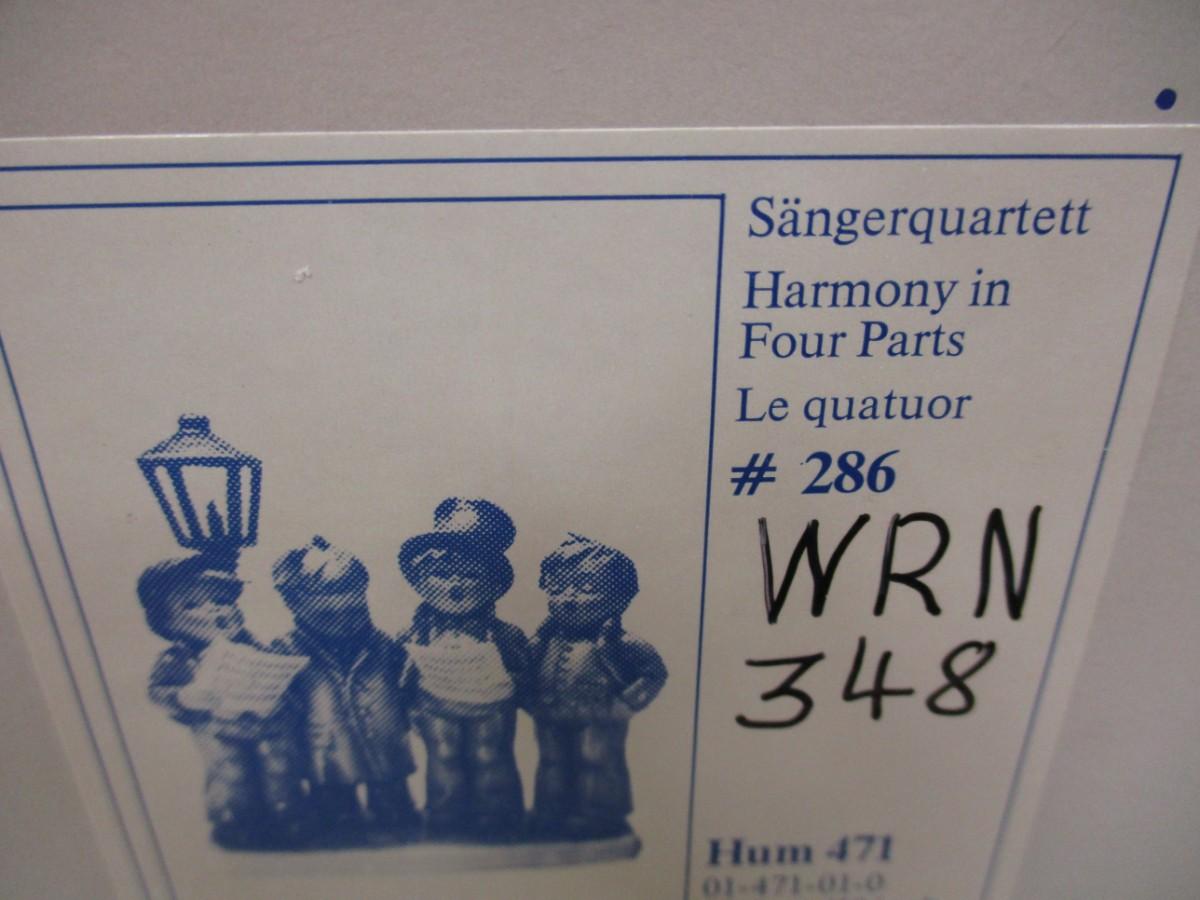 Sängerquartett
Harmony in
Four Parts
Le quatuor
# 286
WRN
348
Hum 471
01-471-01-0